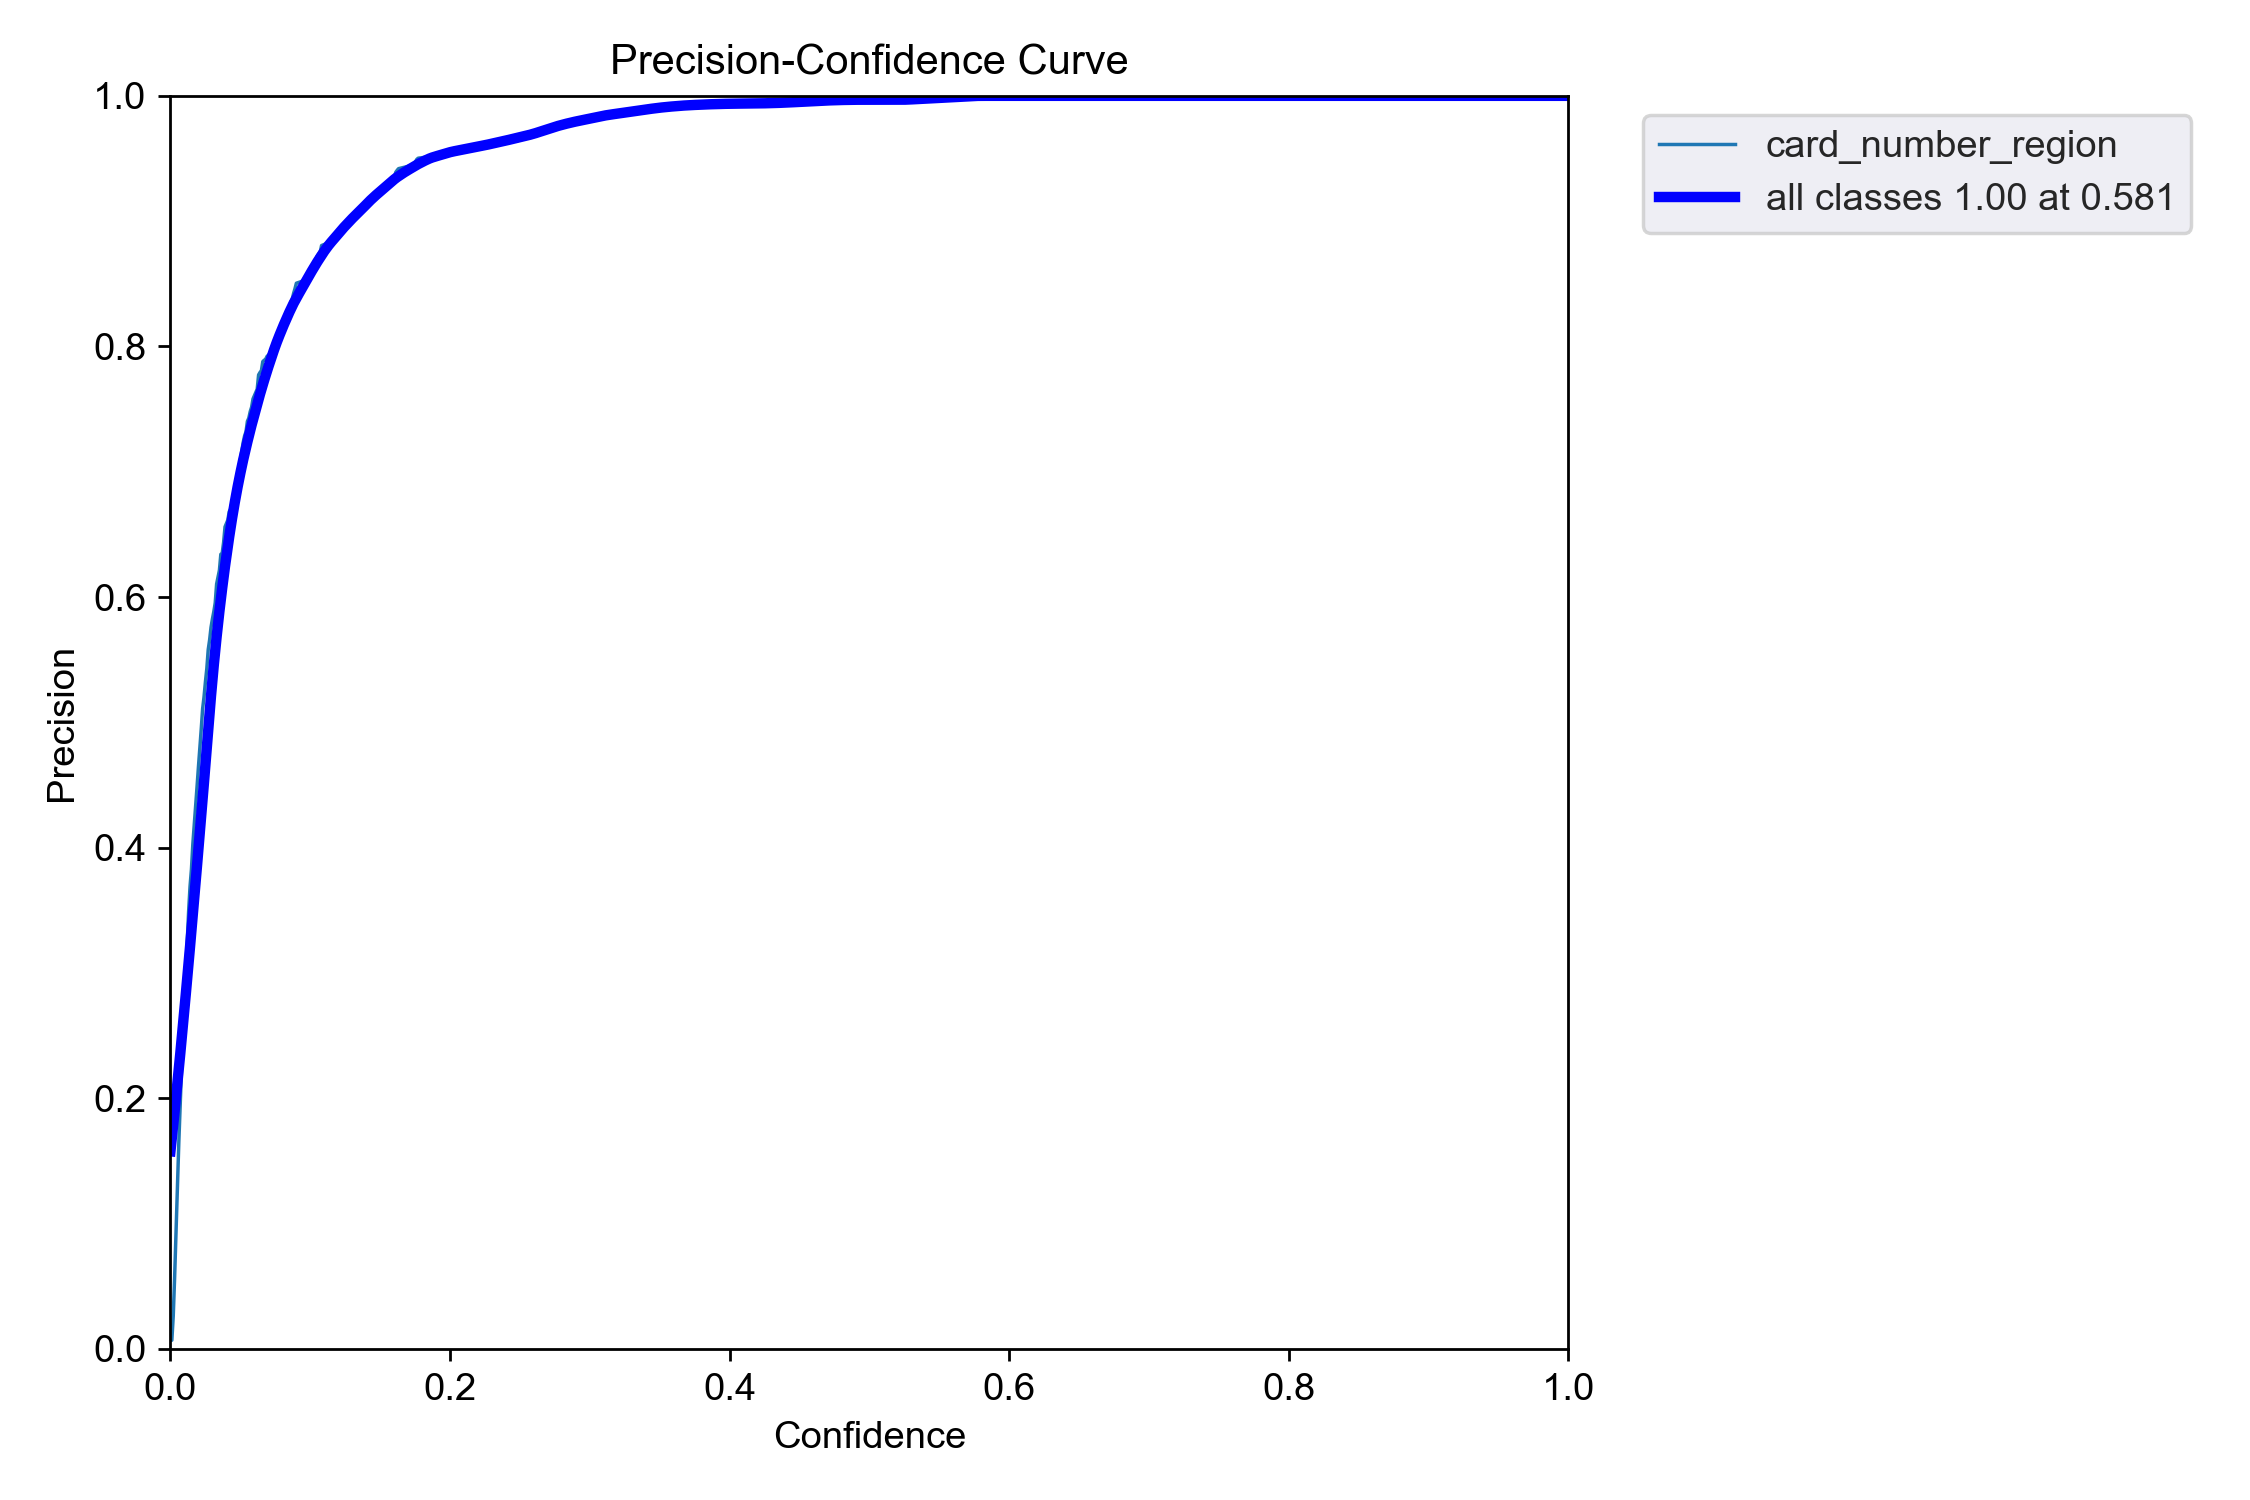 Precision-Confidence Curve
1.0
0.8
0.6
0.4
0.2
0.0
Precision
0.0 0.2 0.4 0.6 0.8 1.0
Confidence
card_number_region
all classes 1.00 at 0.581